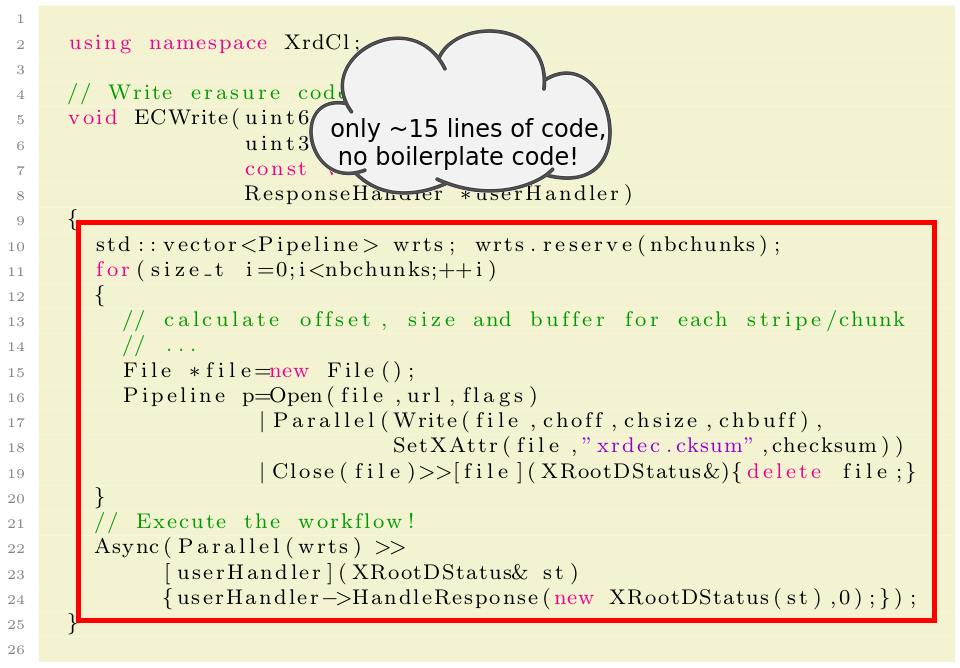 1
2 using namespace XrdCl;
3
4 // Write erasure code
5 void ECWrite(uint6
6 uint3
7 const
8 ResponseHandler *userHandler)
only ~15 lines of code,
no boilerplate code!
9 {
10 std::vector<Pipeline> wrts; wrts.reserve(nbchunks);
11 for(size_t i=0;i<nbchunks;++i)
12 {
13 // calculate offset, size and buffer for each stripe/chunk
14 // ...
15 File *file=new File();
16 Pipeline p=Open(file,url,flags)
17 |Parallel(Write(file,choff,chsize,chbuff),
18 SetXAttr(file,"xrdec.cksum",checksum))
19 |Close(file)>>[file](XRootDStatus&){delete file;}
20 }
21 // Execute the workflow!
22 Async(Parallel(wrts) >>
23 [userHandler](XRootDStatus& st)
24 {userHandler->HandleResponse(new XRootDStatus(st),0);});
25 }
26